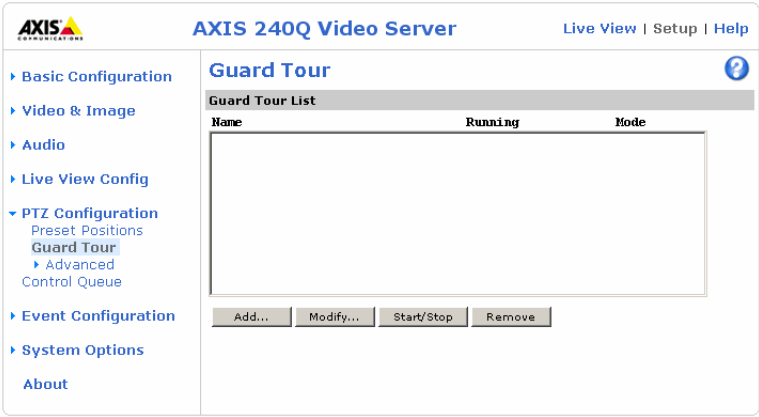 AXIS
COMMUNICATIONS
AXIS 240Q Video Server
Live View | Setup | Help
Basic Configuration
Video & Image
Audio
Live View Config
PTZ Configuration
Preset Positions
Guard Tour
Advanced
Control Queue
Event Configuration
System Options
About
Guard Tour
?
Guard Tour List
Name Running Mode
Add... Modify... Start/Stop Remove